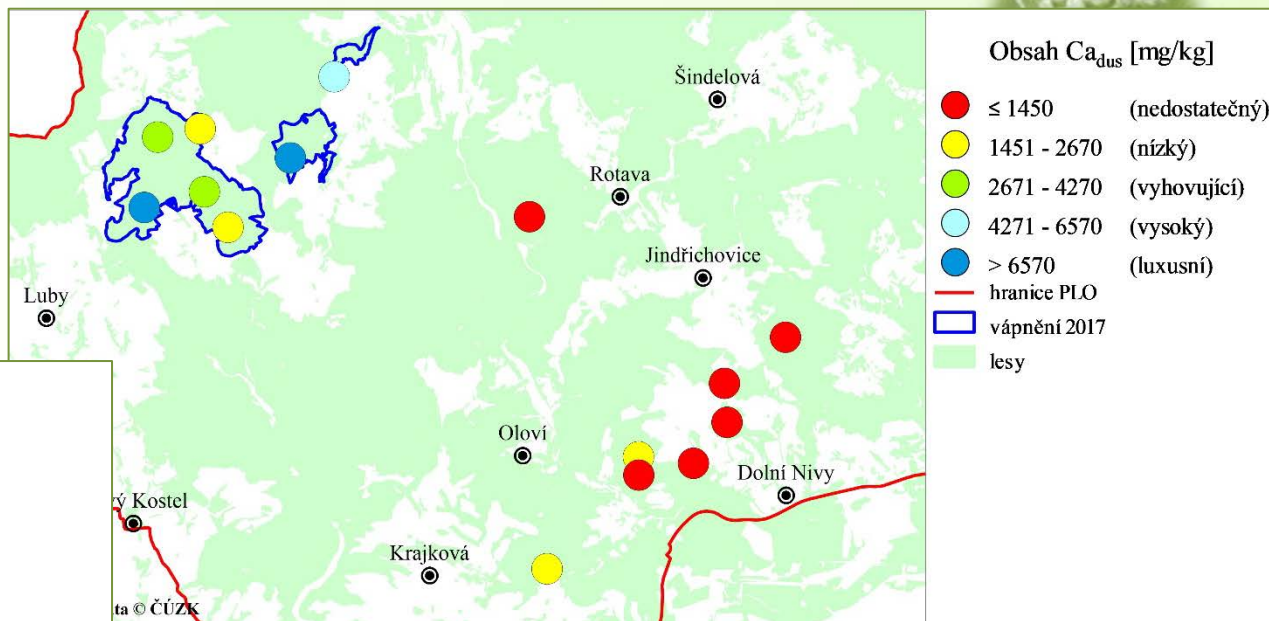 Šindelová
Rotava
Jindřichovice
Luby
Oloví
Dolní Nivy
vý Kostel
Krajková
ta © ČÚZK
Obsah Ca_dus [mg/kg]
≤ 1450 (nedostatečný)
1451 - 2670 (nízký)
2671 - 4270 (vyhovující)
4271 - 6570 (vysoký)
> 6570 (luxusní)
hranice PLO
vápnění 2017
lesy